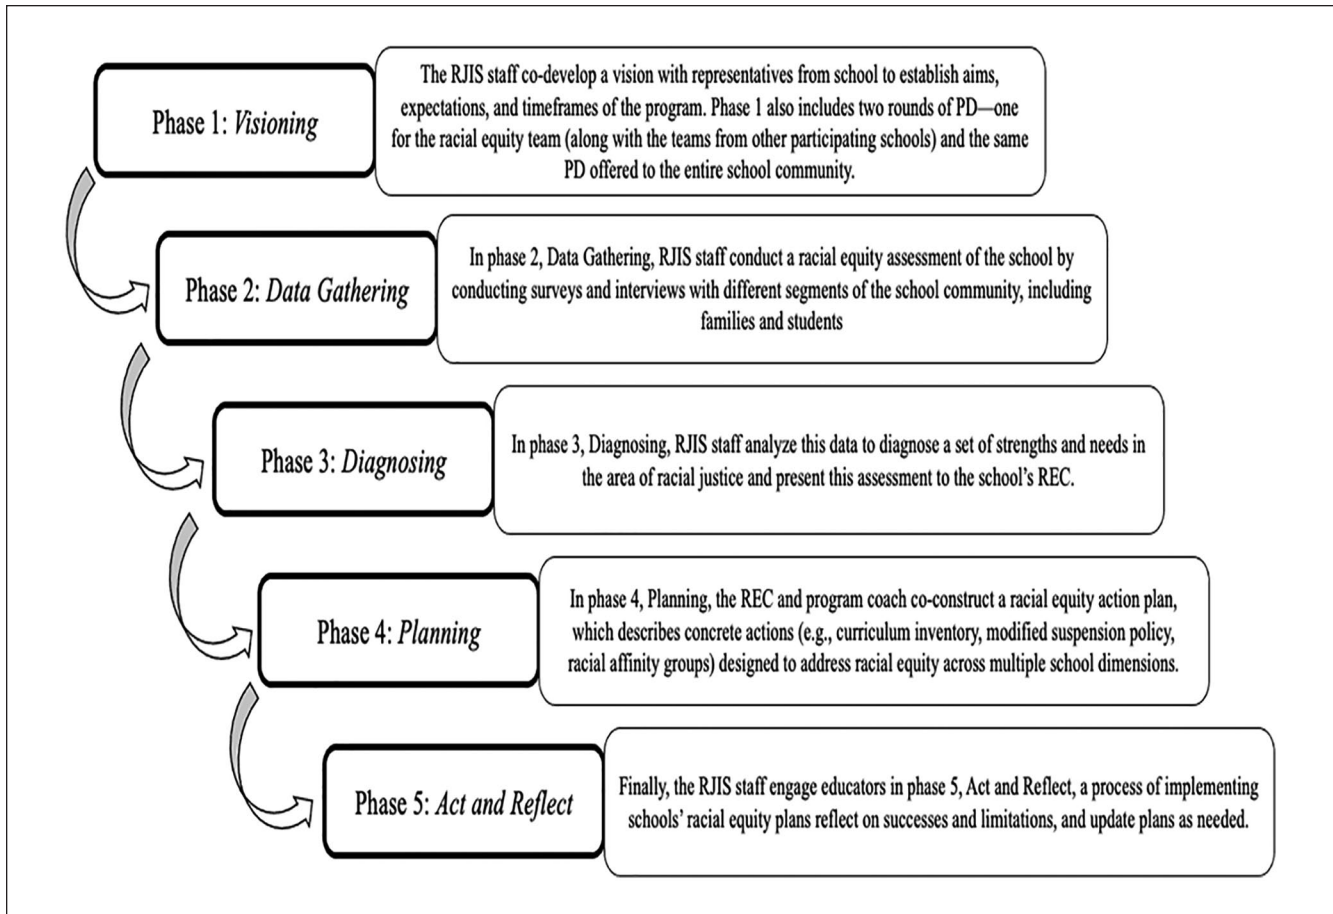 Phase 1: Visioning
The RJIS staff co-develop a vision with representatives from school to establish aims,
expectations, and timeframes of the program. Phase 1 also includes two rounds of PD—one
for the racial equity team (along with the teams from other participating schools) and the same
PD offered to the entire school community.
Phase 2: Data Gathering
In phase 2, Data Gathering, RJIS staff conduct a racial equity assessment of the school by
conducting surveys and interviews with different segments of the school community, including
families and students
Phase 3: Diagnosing
In phase 3, Diagnosing, RJIS staff analyze this data to diagnose a set of strengths and needs in
the area of racial justice and present this assessment to the school's REC.
Phase 4: Planning
In phase 4, Planning, the REC and program coach co-construct a racial equity action plan,
which describes concrete actions (e.g., curriculum inventory, modified suspension policy,
racial affinity groups) designed to address racial equity across multiple school dimensions.
Phase 5: Act and Reflect
Finally, the RJIS staff engage educators in phase 5, Act and Reflect, a process of implementing
schools' racial equity plans reflect on successes and limitations, and update plans as needed.